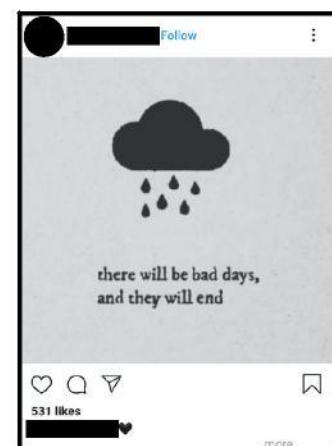 Follow
there will be bad days,
and they will end
531 likes
more